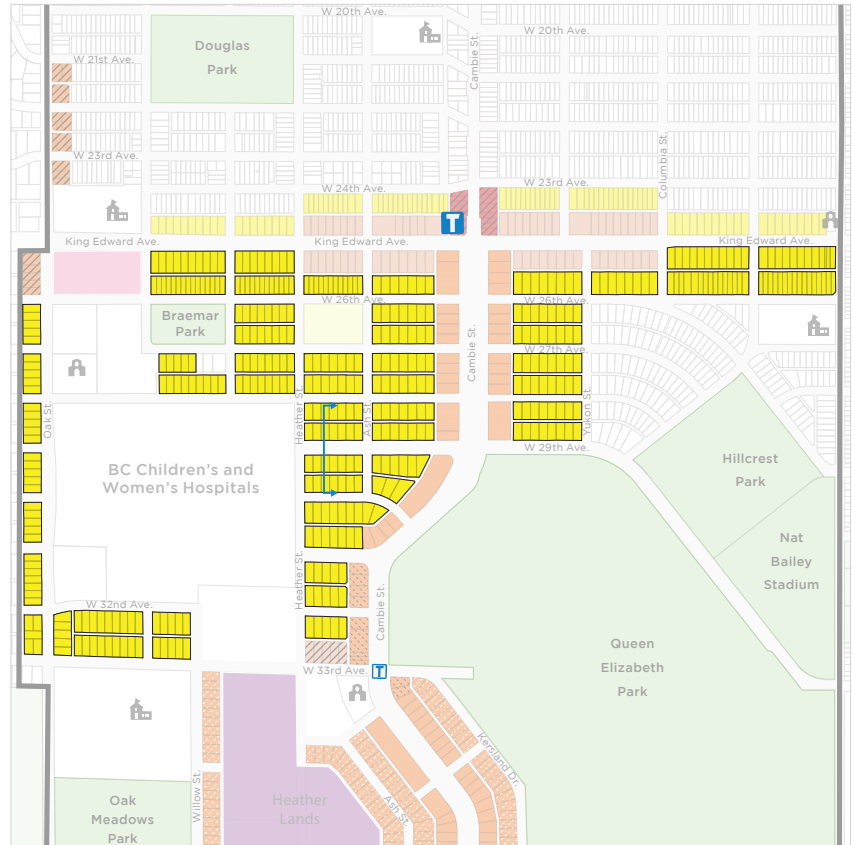 W 20th Ave.
W 20th Ave.
Douglas
Park
Cambie St.
W 21st Ave.
W 23rd Ave.
Columbia St.
W 24th Ave.
W 23rd Ave.
T
King Edward Ave.
King Edward Ave.
King Edward Ave.
W 26th Ave.
W 26th Ave.
Braemar
Park
Cambie St.
W 27th Ave.
Oak St.
Heather St.
Ash St.
Yukon St.
W 29th Ave.
BC Children's and
Women's Hospitals
Hillcrest
Park
Nat
Bailey
Stadium
Heather St.
Cambie St.
W 32nd Ave.
Queen
Elizabeth
Park
W 33rd Ave.
T
Kersland Dr.
Willow St.
Ash St.
Heather
Lands
Oak
Meadows
Park